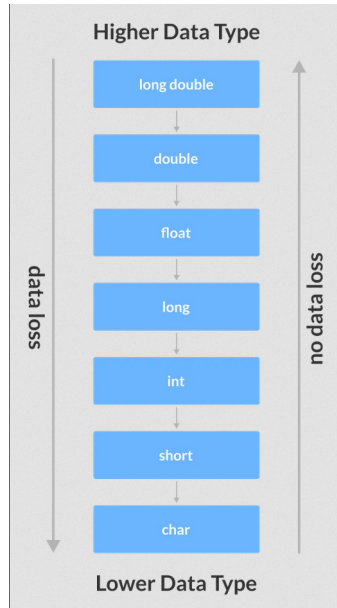 Higher Data Type
long double
double
float
long
int
short
char
Lower Data Type
data loss
no data loss